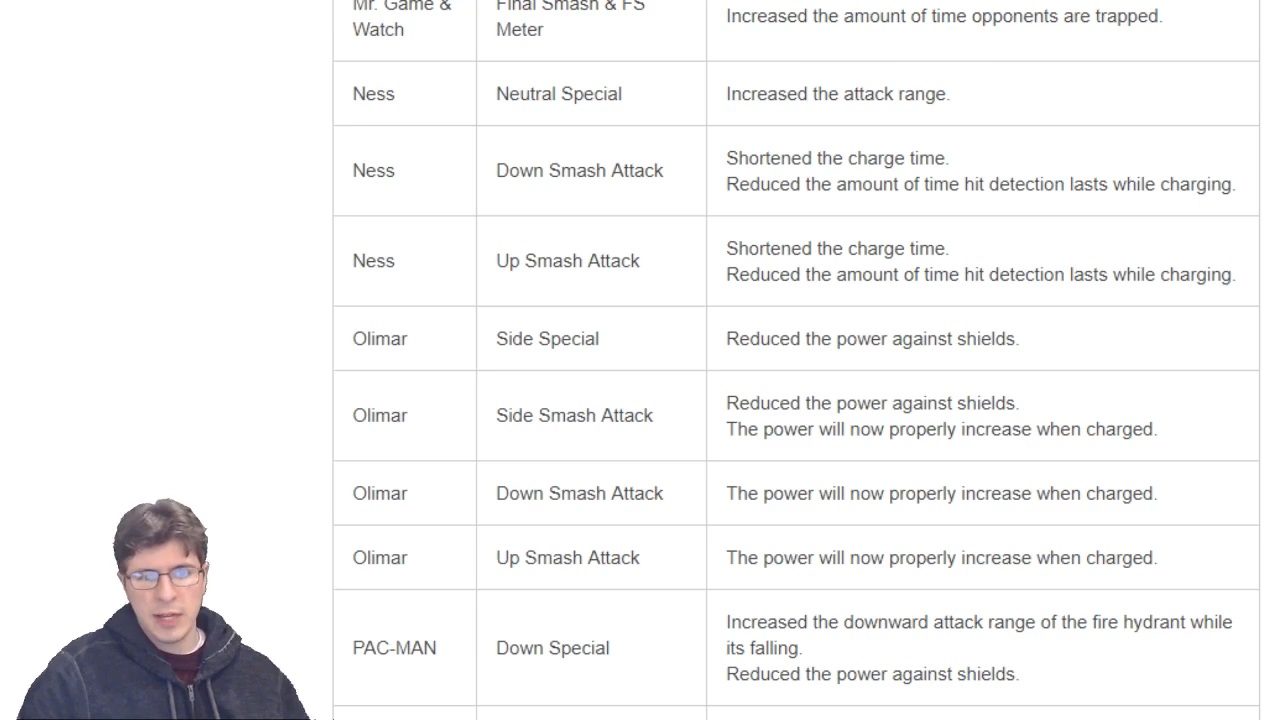 Mr. Game &
Watch
Final Smash & FS
Meter
Increased the amount of time opponents are trapped.
Ness
Neutral Special
Increased the attack range.
Ness
Down Smash Attack
Shortened the charge time.
Reduced the amount of time hit detection lasts while charging.
Ness
Up Smash Attack
Shortened the charge time.
Reduced the amount of time hit detection lasts while charging.
Olimar
Side Special
Reduced the power against shields.
Olimar
Side Smash Attack
Reduced the power against shields.
The power will now properly increase when charged.
Olimar
Down Smash Attack
The power will now properly increase when charged.
Olimar
Up Smash Attack
The power will now properly increase when charged.
PAC-MAN
Down Special
Increased the downward attack range of the fire hydrant while
its falling.
Reduced the power against shields.